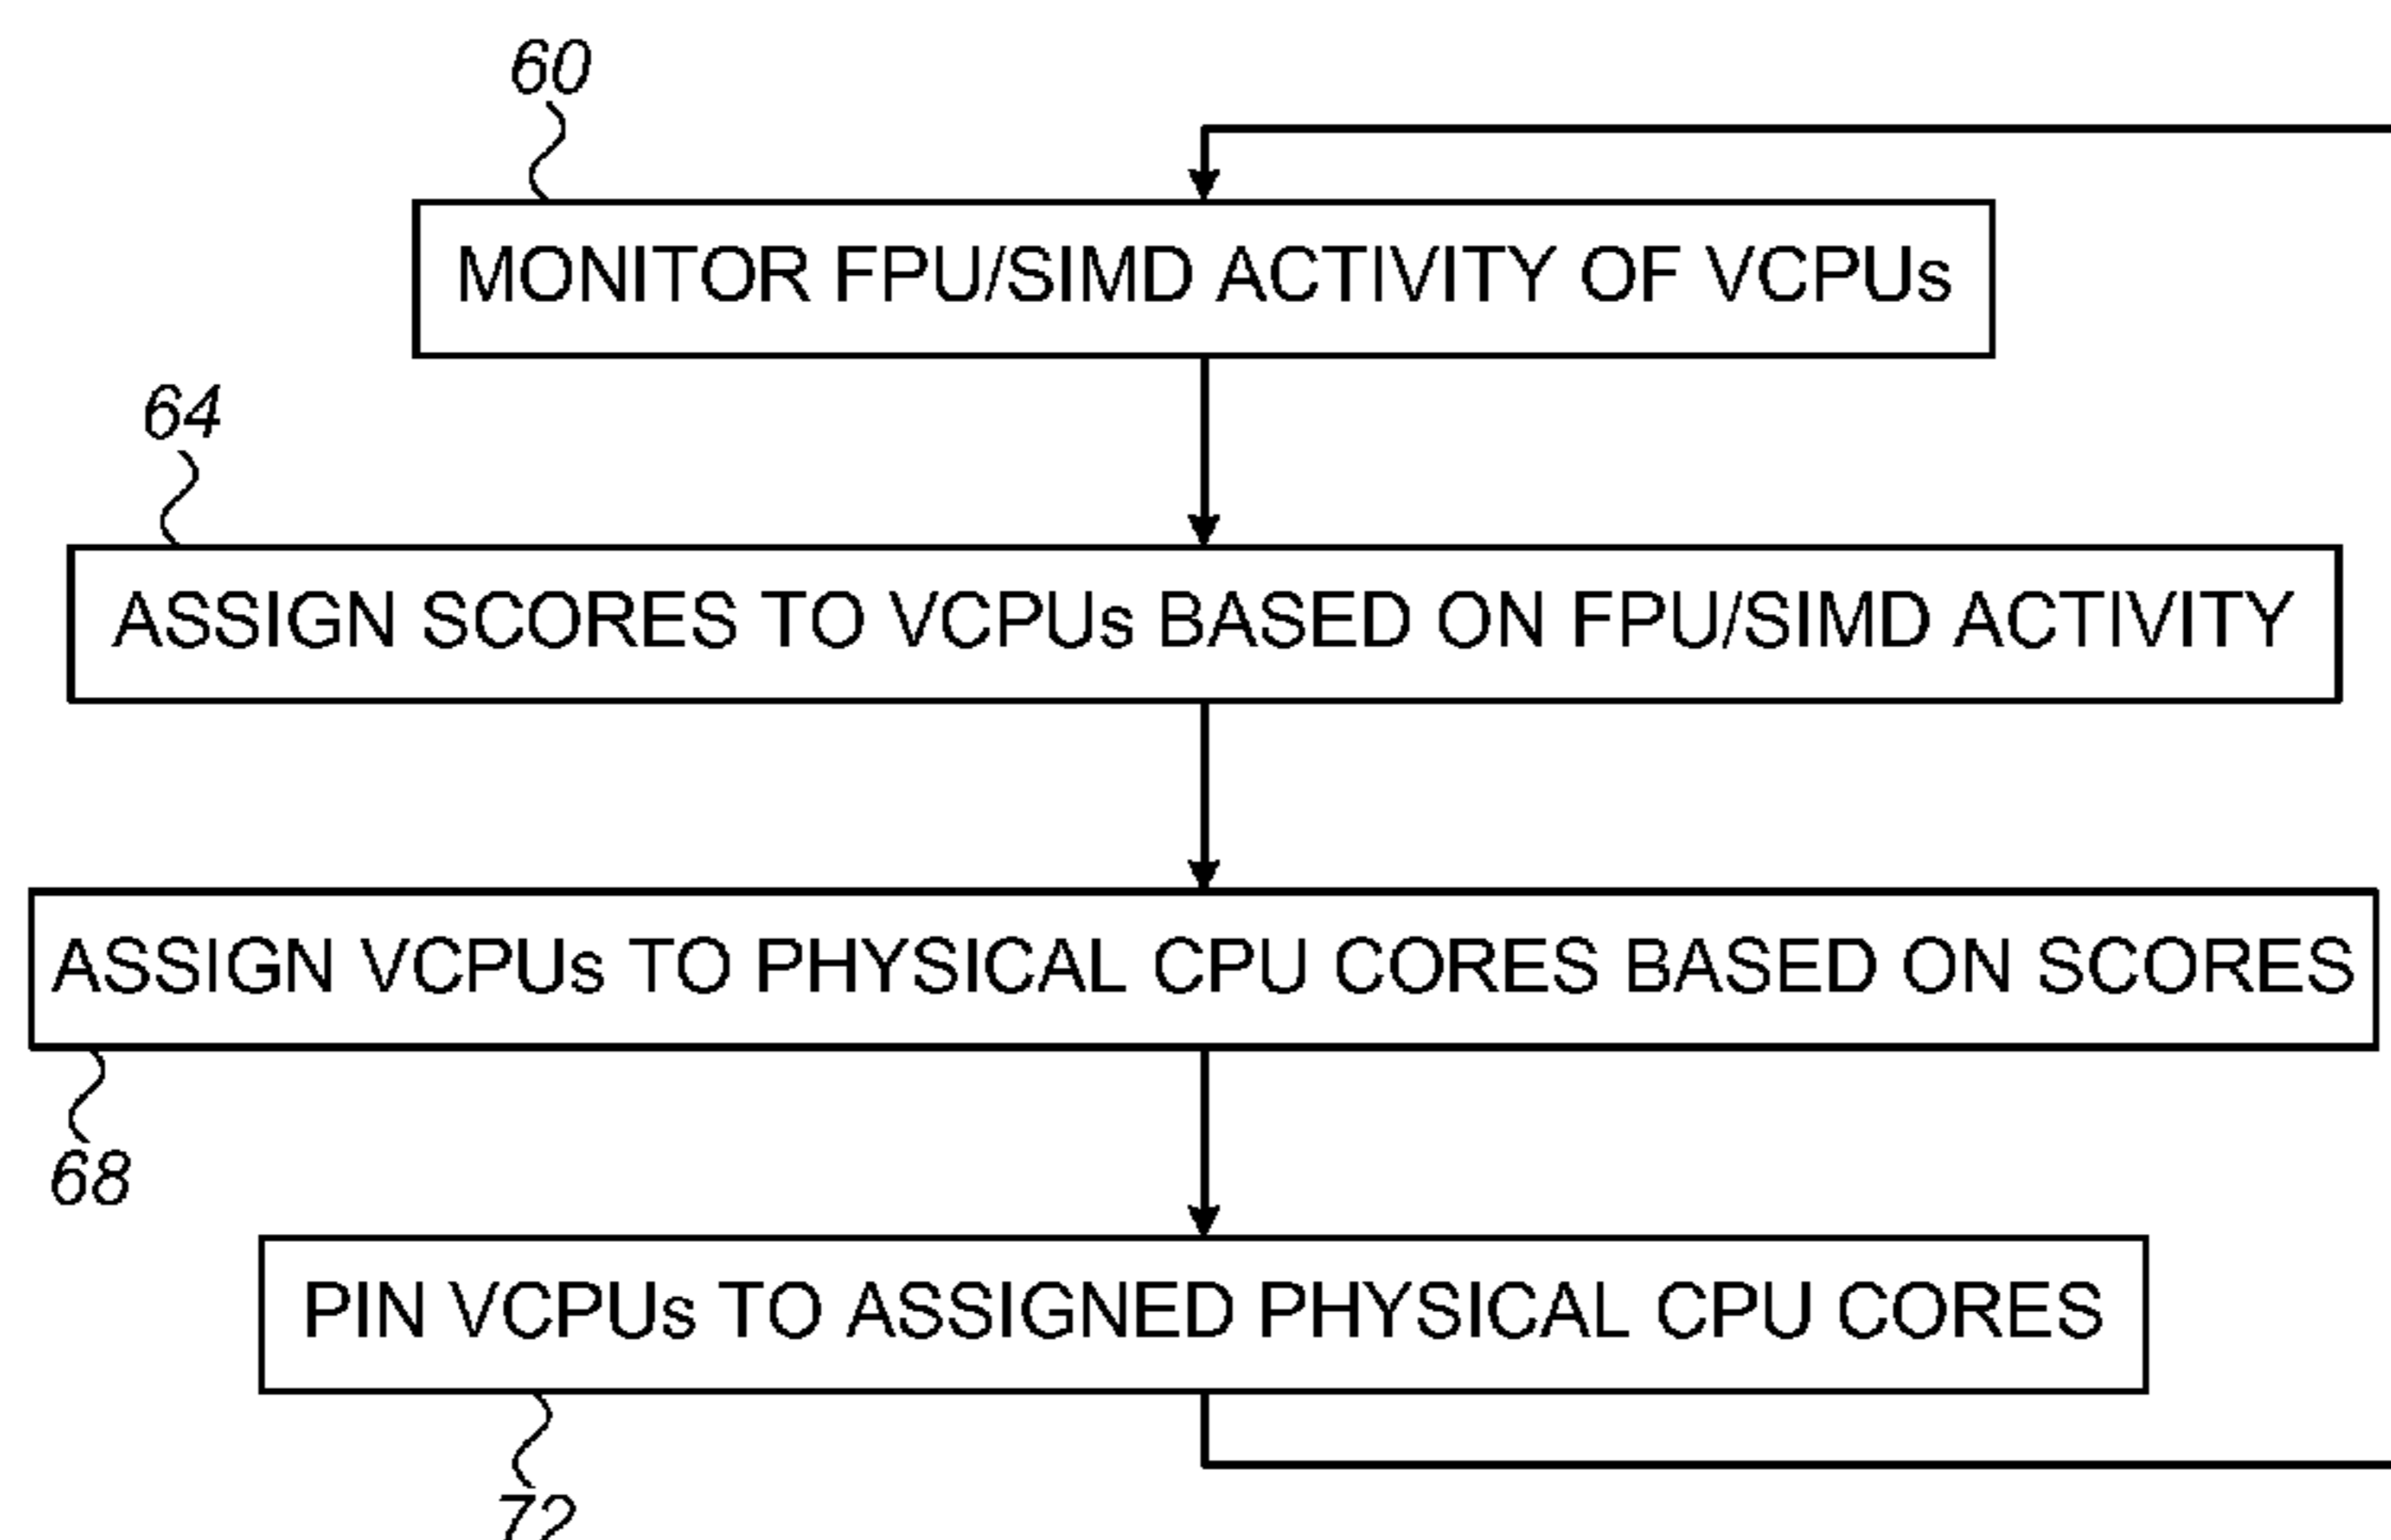 60
MONITOR FPU/SIMD ACTIVITY OF VCPUs
64
ASSIGN SCORES TO VCPUs BASED ON FPU/SIMD ACTIVITY
ASSIGN VCPUs TO PHYSICAL CPU CORES BASED ON SCORES
68
PIN VCPUs TO ASSIGNED PHYSICAL CPU CORES
72